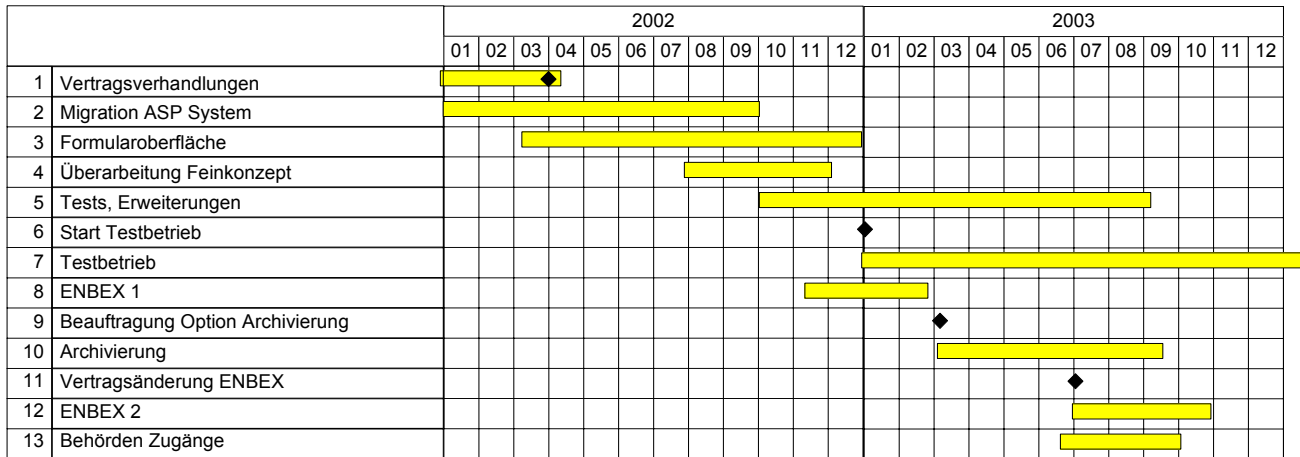 2002 2003
01 02 03 04 05 06 07 08 09 10 11 12 01 02 03 04 05 06 07 08 09 10 11 12
1 Vertragsverhandlungen
2 Migration ASP System
3 Formularoberfläche
4 Überarbeitung Feinkonzept
5 Tests, Erweiterungen
6 Start Testbetrieb
7 Testbetrieb
8 ENBEX 1
9 Beauftragung Option Archivierung
10 Archivierung
11 Vertragsänderung ENBEX
12 ENBEX 2
13 Behörden Zugänge